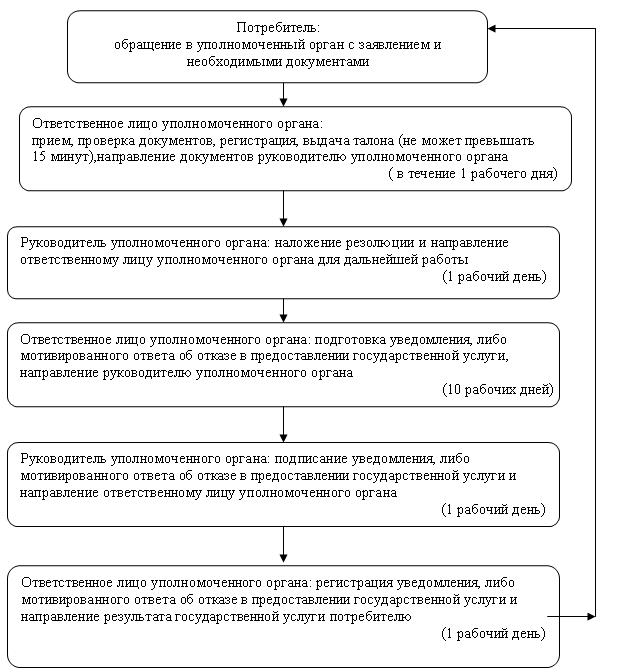 Потребитель:
обращение в уполномоченный орган с заявлением и
необходимыми документами
Ответственное лицо уполномоченного органа:
прием, проверка документов, регистрация, выдача талона (не может превышать
15 минут),направление документов руководителю уполномоченного органа
( в течение 1 рабочего дня)
Руководитель уполномоченного органа: наложение резолюции и направление
ответственному лицу уполномоченного органа для дальнейшей работы
(1 рабочий день)
Ответственное лицо уполномоченного органа: подготовка уведомления, либо
мотивированного ответа об отказе в предоставлении государственной услуги,
направление руководителю уполномоченного органа
(10 рабочих дней)
Руководитель уполномоченного органа: подписание уведомления, либо
мотивированного ответа об отказе в предоставлении государственной услуги и
направление ответственному лицу уполномоченного органа
(1 рабочий день)
Ответственное лицо уполномоченного органа: регистрация уведомления, либо
мотивированного ответа об отказе в предоставлении государственной услуги и
направление результата государственной услуги потребителю
(1 рабочий день)